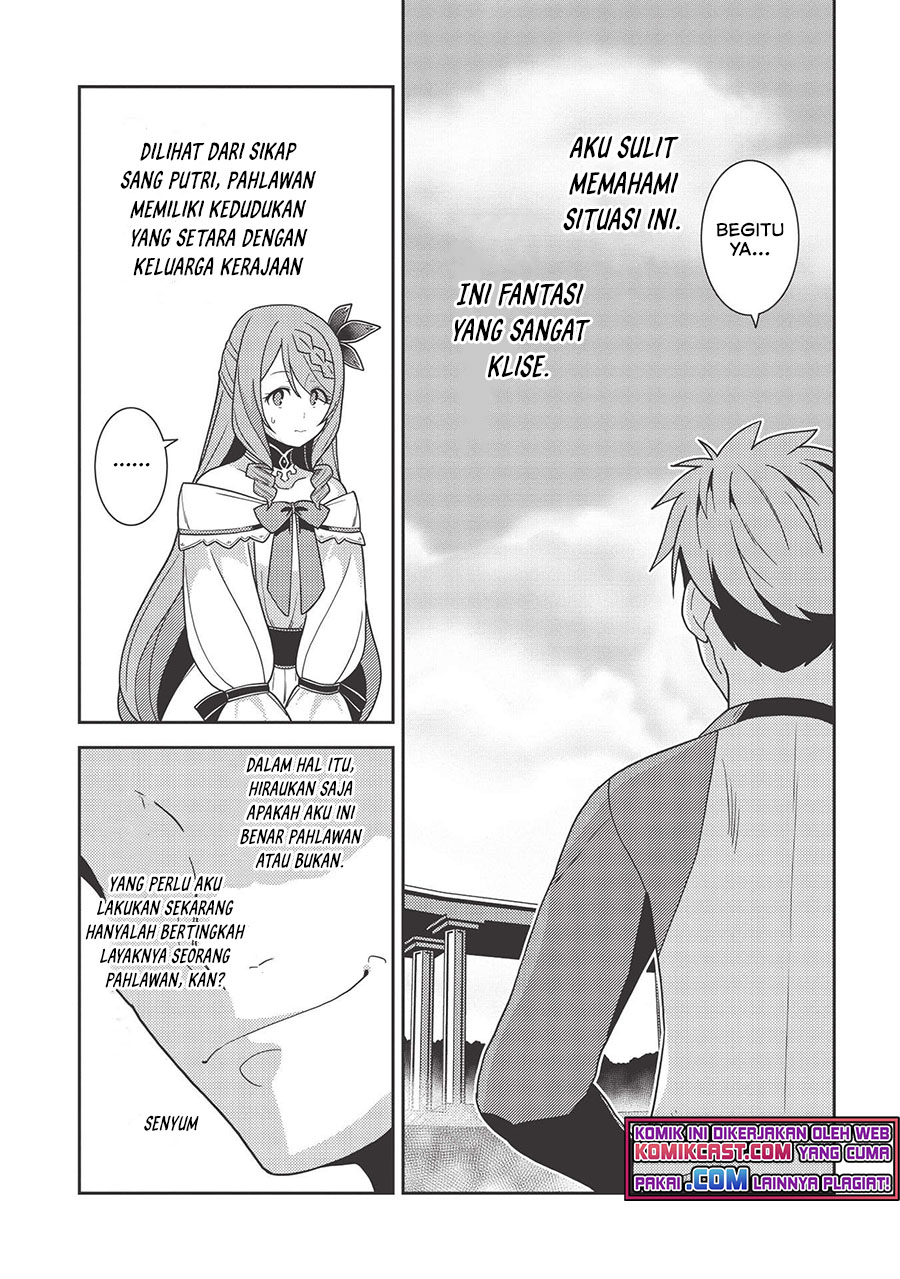 BEGITU
YA...
AKU SULIT
MEMAHAMI
SITUASI INI.
INI FANTASI
YANG SANGAT
KLISE.
DILIHAT DARI SIKAP
SANG PUTRI, PAHLAWAN
MEMILIKI KEDUDUKAN
YANG SETARA DENGAN
KELUARGA KERAJAAN
......
DALAM HAL ITU,
HIRAUKAN SAJA
APAKAH AKU INI
BENAR PAHLAWAN
ATAU BUKAN.
YANG PERLU AKU
LAKUKAN SEKARANG
HANYALAH BERTINGKAH
LAYAKNYA SEORANG
PAHLAWAN, KAN?
SENYUM
KOMIK INI DIKERJAKAN OLEH WEB
KOMIKCAST.COM YANG CUMA
PAKAI .COM LAINNYA PLAGIAT!